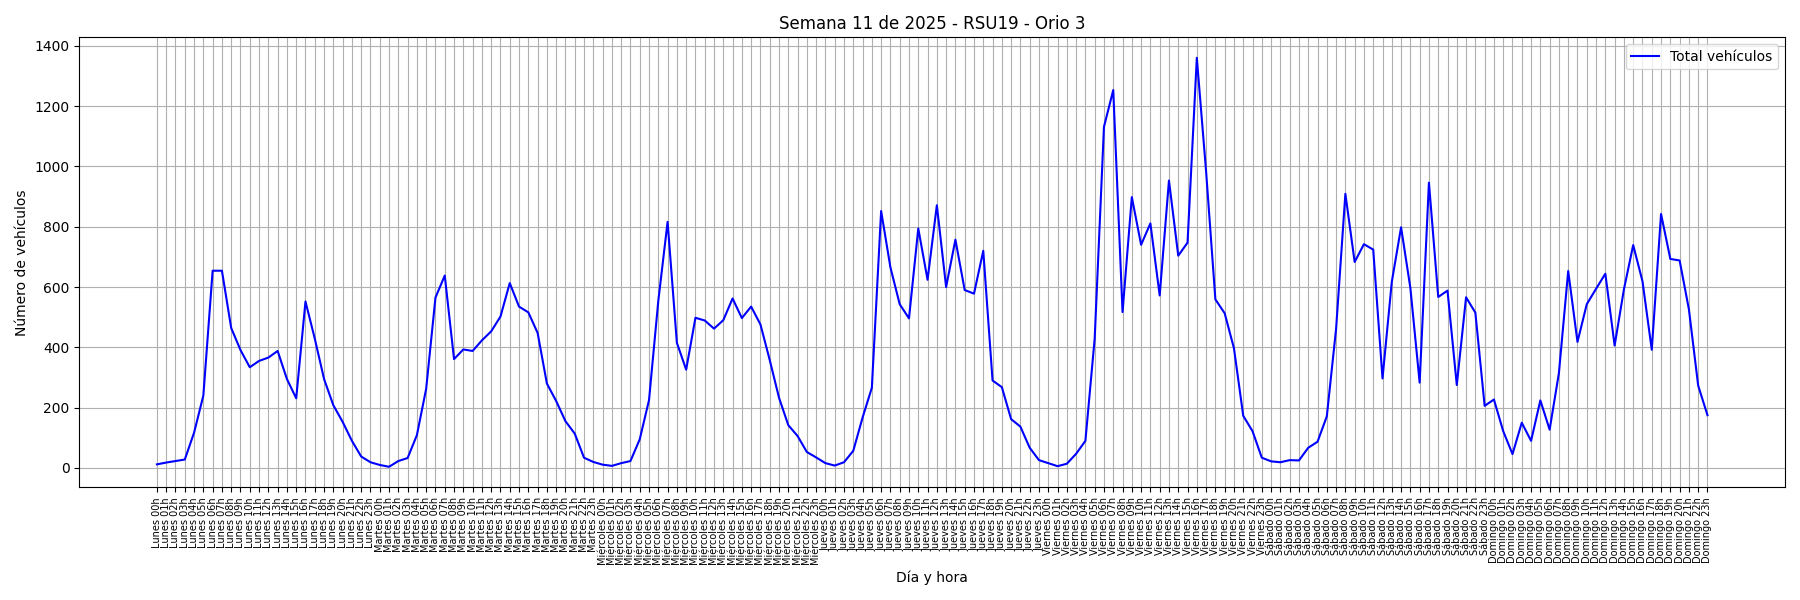 Semana 11 de 2025 - RSU19 - Orio 3
Total vehículos
Número de vehículos
1400
1200
1000
800
600
400
200
0
Lunes 00h
Lunes 01h
Lunes 02h
Lunes 03h
Lunes 04h
Lunes 05h
Lunes 06h
Lunes 07h
Lunes 08h
Lunes 09h
Lunes 10h
Lunes 11h
Lunes 12h
Lunes 13h
Lunes 14h
Lunes 15h
Lunes 16h
Lunes 17h
Lunes 18h
Lunes 19h
Lunes 20h
Lunes 21h
Lunes 22h
Lunes 23h
Martes 00h
Martes 01h
Martes 02h
Martes 03h
Martes 04h
Martes 05h
Martes 06h
Martes 07h
Martes 08h
Martes 09h
Martes 10h
Martes 11h
Martes 12h
Martes 13h
Martes 14h
Martes 15h
Martes 16h
Martes 17h
Martes 18h
Martes 19h
Martes 20h
Martes 21h
Martes 22h
Martes 23h
Miércoles 00h
Miércoles 01h
Miércoles 02h
Miércoles 03h
Miércoles 04h
Miércoles 05h
Miércoles 06h
Miércoles 07h
Miércoles 08h
Miércoles 09h
Miércoles 10h
Miércoles 11h
Miércoles 12h
Miércoles 13h
Miércoles 14h
Miércoles 15h
Miércoles 16h
Miércoles 17h
Miércoles 18h
Miércoles 19h
Miércoles 20h
Miércoles 21h
Miércoles 22h
Miércoles 23h
Jueves 00h
Jueves 01h
Jueves 02h
Jueves 03h
Jueves 04h
Jueves 05h
Jueves 06h
Jueves 07h
Jueves 08h
Jueves 09h
Jueves 10h
Jueves 11h
Jueves 12h
Jueves 13h
Jueves 14h
Jueves 15h
Jueves 16h
Jueves 17h
Jueves 18h
Jueves 19h
Jueves 20h
Jueves 21h
Jueves 22h
Jueves 23h
Viernes 00h
Viernes 01h
Viernes 02h
Viernes 03h
Viernes 04h
Viernes 05h
Viernes 06h
Viernes 07h
Viernes 08h
Viernes 09h
Viernes 10h
Viernes 11h
Viernes 12h
Viernes 13h
Viernes 14h
Viernes 15h
Viernes 16h
Viernes 17h
Viernes 18h
Viernes 19h
Viernes 20h
Viernes 21h
Viernes 22h
Viernes 23h
Sábado 00h
Sábado 01h
Sábado 02h
Sábado 03h
Sábado 04h
Sábado 05h
Sábado 06h
Sábado 07h
Sábado 08h
Sábado 09h
Sábado 10h
Sábado 11h
Sábado 12h
Sábado 13h
Sábado 14h
Sábado 15h
Sábado 16h
Sábado 17h
Sábado 18h
Sábado 19h
Sábado 20h
Sábado 21h
Sábado 22h
Sábado 23h
Domingo 00h
Domingo 01h
Domingo 02h
Domingo 03h
Domingo 04h
Domingo 05h
Domingo 06h
Domingo 07h
Domingo 08h
Domingo 09h
Domingo 10h
Domingo 11h
Domingo 12h
Domingo 13h
Domingo 14h
Domingo 15h
Domingo 16h
Domingo 17h
Domingo 18h
Domingo 19h
Domingo 20h
Domingo 21h
Domingo 22h
Domingo 23h
Día y hora